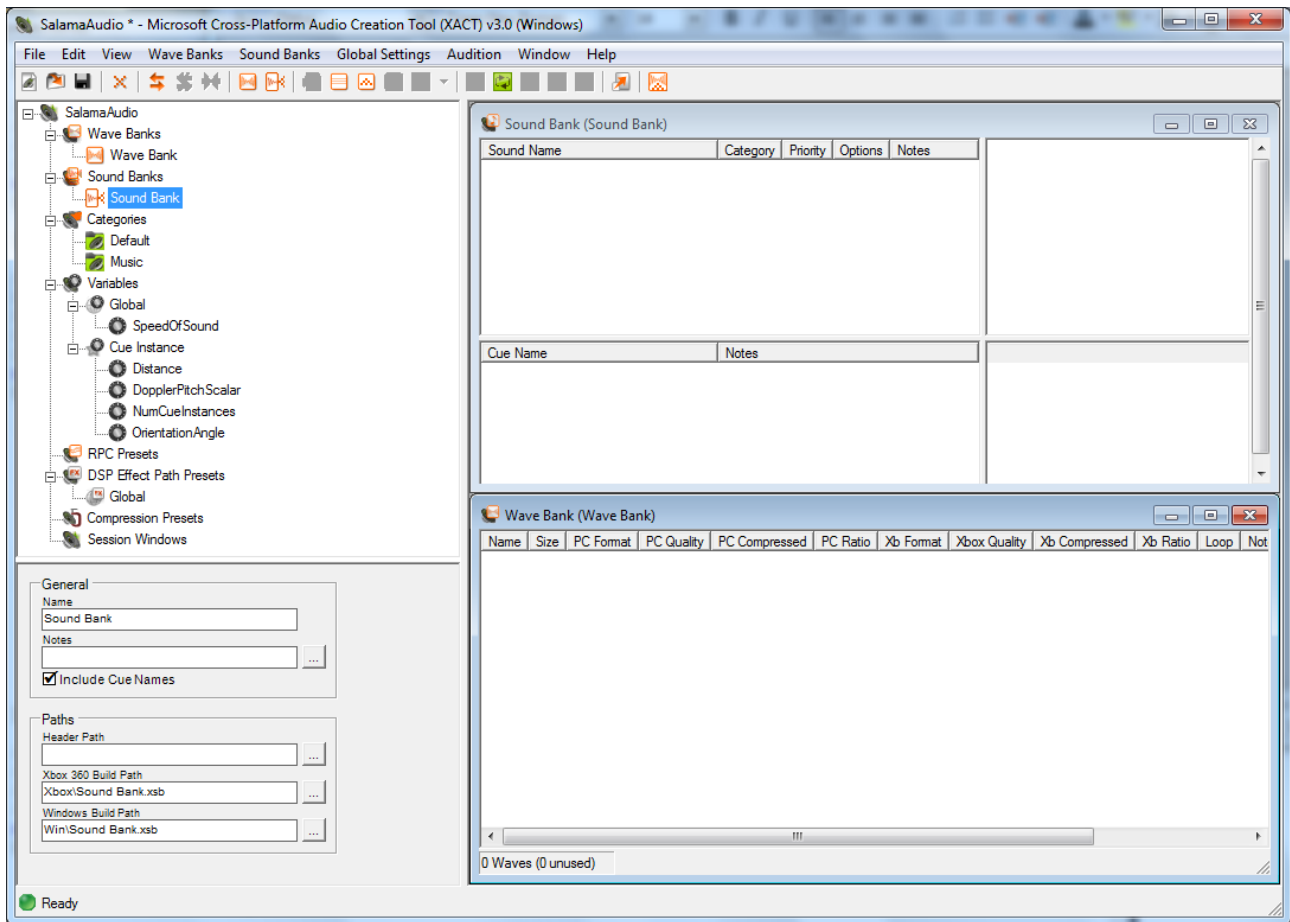 SalamaAudio * - Microsoft Cross-Platform Audio Creation Tool (XACT) v3.0 (Windows)
File Edit View Wave Banks Sound Banks Global Settings Audition Window Help
SalamaAudio
Wave Banks
Wave Bank
Sound Banks
Sound Bank
Categories
Default
Music
Variables
Global
SpeedOfSound
Cue Instance
Distance
DopplerPitchScalar
NumCueInstances
OrientationAngle
RPC Presets
DSP Effect Path Presets
Global
Compression Presets
Session Windows
General
Name
Sound Bank
Notes
...
Include Cue Names
Paths
Header Path
...
Xbox 360 Build Path
Xbox\Sound Bank.xsb
...
Windows Build Path
Win\Sound Bank.xsb
...
Sound Bank (Sound Bank)
Sound Name Category Priority Options Notes
Cue Name Notes
Wave Bank (Wave Bank)
Name Size PC Format PC Quality PC Compressed PC Ratio Xb Format Xbox Quality Xb Compressed Xb Ratio Loop Not
0 Waves (0 unused)
Ready